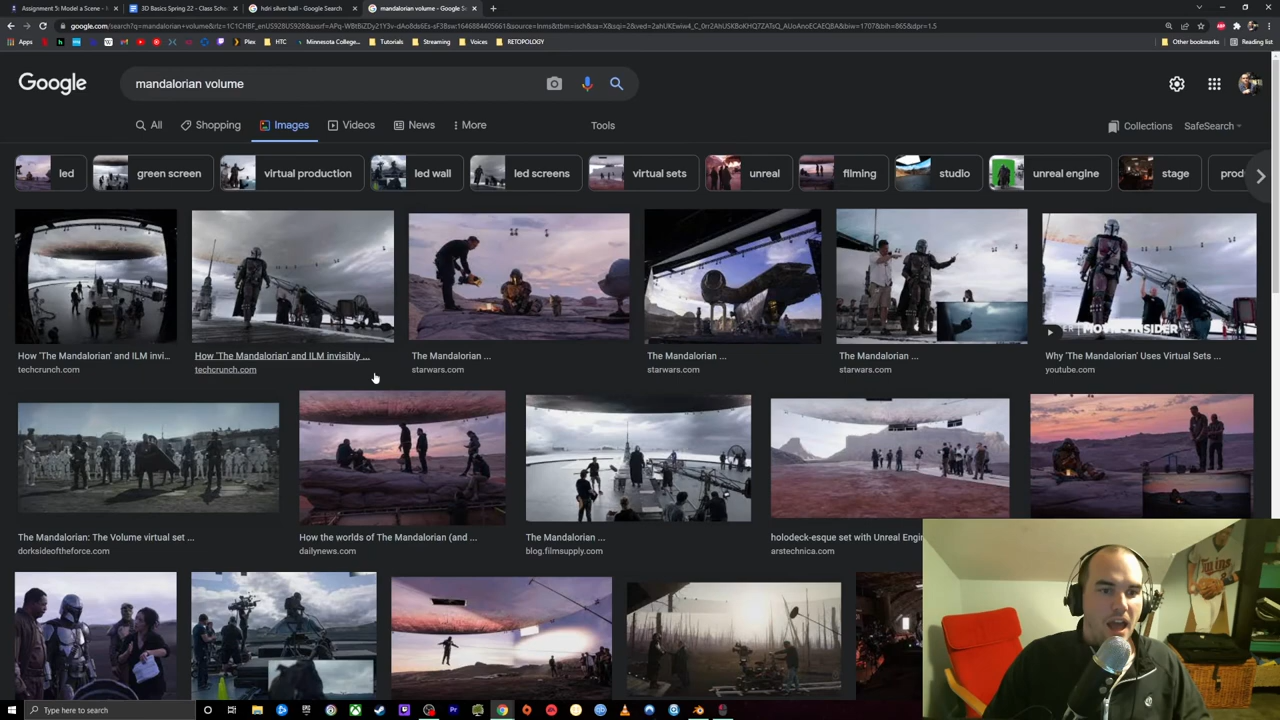 Assignment 5: Model a Scene -
3D Basics Spring 22 - Class Sch
hdri silver ball - Google Search
mandalorian volume - Google S
Apps
Plex
HTC
Minnesota College...
Tutorials
Streaming
Voices
RETOPOLOGY
Other bookmarks
Reading list
Google
mandalorian volume
All
Shopping
Images
Videos
News
More
Tools
Collections
SafeSearch
led
green screen
virtual production
led wall
led screens
virtual sets
unreal
filming
studio
unreal engine
stage
prod
How 'The Mandalorian' and ILM invi...
techcrunch.com
How 'The Mandalorian' and ILM invisibly ...
techcrunch.com
The Mandalorian ...
starwars.com
The Mandalorian ...
starwars.com
The Mandalorian ...
starwars.com
MOVIES INSIDER
Why 'The Mandalorian' Uses Virtual Sets ...
youtube.com
The Mandalorian: The Volume virtual set ...
darksideoftheforce.com
How the worlds of The Mandalorian (and ...
dailynews.com
The Mandalorian ...
blog.filmsupply.com
holodeck-esque set with Unreal Engin
arstechnica.com
Twins
Type here to search